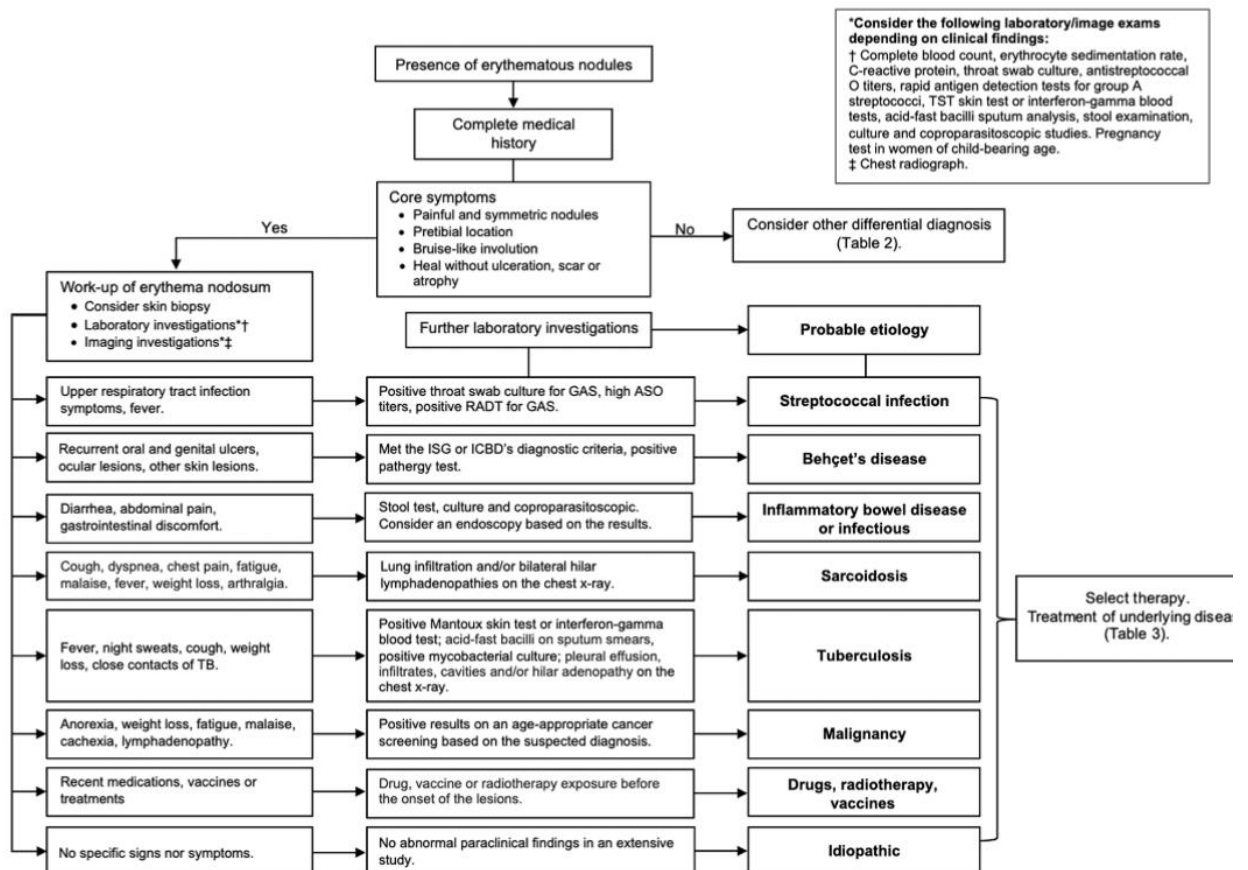 *Consider the following laboratory/image exams
depending on clinical findings:
† Complete blood count, erythrocyte sedimentation rate,
C-reactive protein, throat swab culture, antistreptococcal
O titers, rapid antigen detection tests for group A
streptococci, TST skin test or interferon-gamma blood
tests, acid-fast bacilli sputum analysis, stool examination,
culture and coproparasitoscopic studies. Pregnancy
test in women of child-bearing age.
‡ Chest radiograph.
Presence of erythematous nodules
Complete medical
history
Core symptoms
• Painful and symmetric nodules
• Pretibial location
• Bruise-like involution
• Heal without ulceration, scar or
atrophy
Yes
No
Consider other differential diagnosis
(Table 2).
Work-up of erythema nodosum
• Consider skin biopsy
• Laboratory investigations*†
• Imaging investigations*‡
Further laboratory investigations
Probable etiology
Upper respiratory tract infection
symptoms, fever.
Positive throat swab culture for GAS, high ASO
titers, positive RADT for GAS.
Streptococcal infection
Recurrent oral and genital ulcers,
ocular lesions, other skin lesions.
Met the ISG or ICBD's diagnostic criteria, positive
pathergy test.
Behçet's disease
Diarrhea, abdominal pain,
gastrointestinal discomfort.
Stool test, culture and coproparasitoscopic.
Consider an endoscopy based on the results.
Inflammatory bowel disease
or infectious
Cough, dyspnea, chest pain, fatigue,
malaise, fever, weight loss, arthralgia.
Lung infiltration and/or bilateral hilar
lymphadenopathies on the chest x-ray.
Sarcoidosis
Fever, night sweats, cough, weight
loss, close contacts of TB.
Positive Mantoux skin test or interferon-gamma
blood test; acid-fast bacilli on sputum smears,
positive mycobacterial culture; pleural effusion,
infiltrates, cavities and/or hilar adenopathy on the
chest x-ray.
Tuberculosis
Anorexia, weight loss, fatigue, malaise,
cachexia, lymphadenopathy.
Positive results on an age-appropriate cancer
screening based on the suspected diagnosis.
Malignancy
Recent medications, vaccines or
treatments
Drug, vaccine or radiotherapy exposure before
the onset of the lesions.
Drugs, radiotherapy,
vaccines
No specific signs nor symptoms.
No abnormal paraclinical findings in an extensive
study.
Idiopathic
Select therapy.
Treatment of underlying diseas
(Table 3).